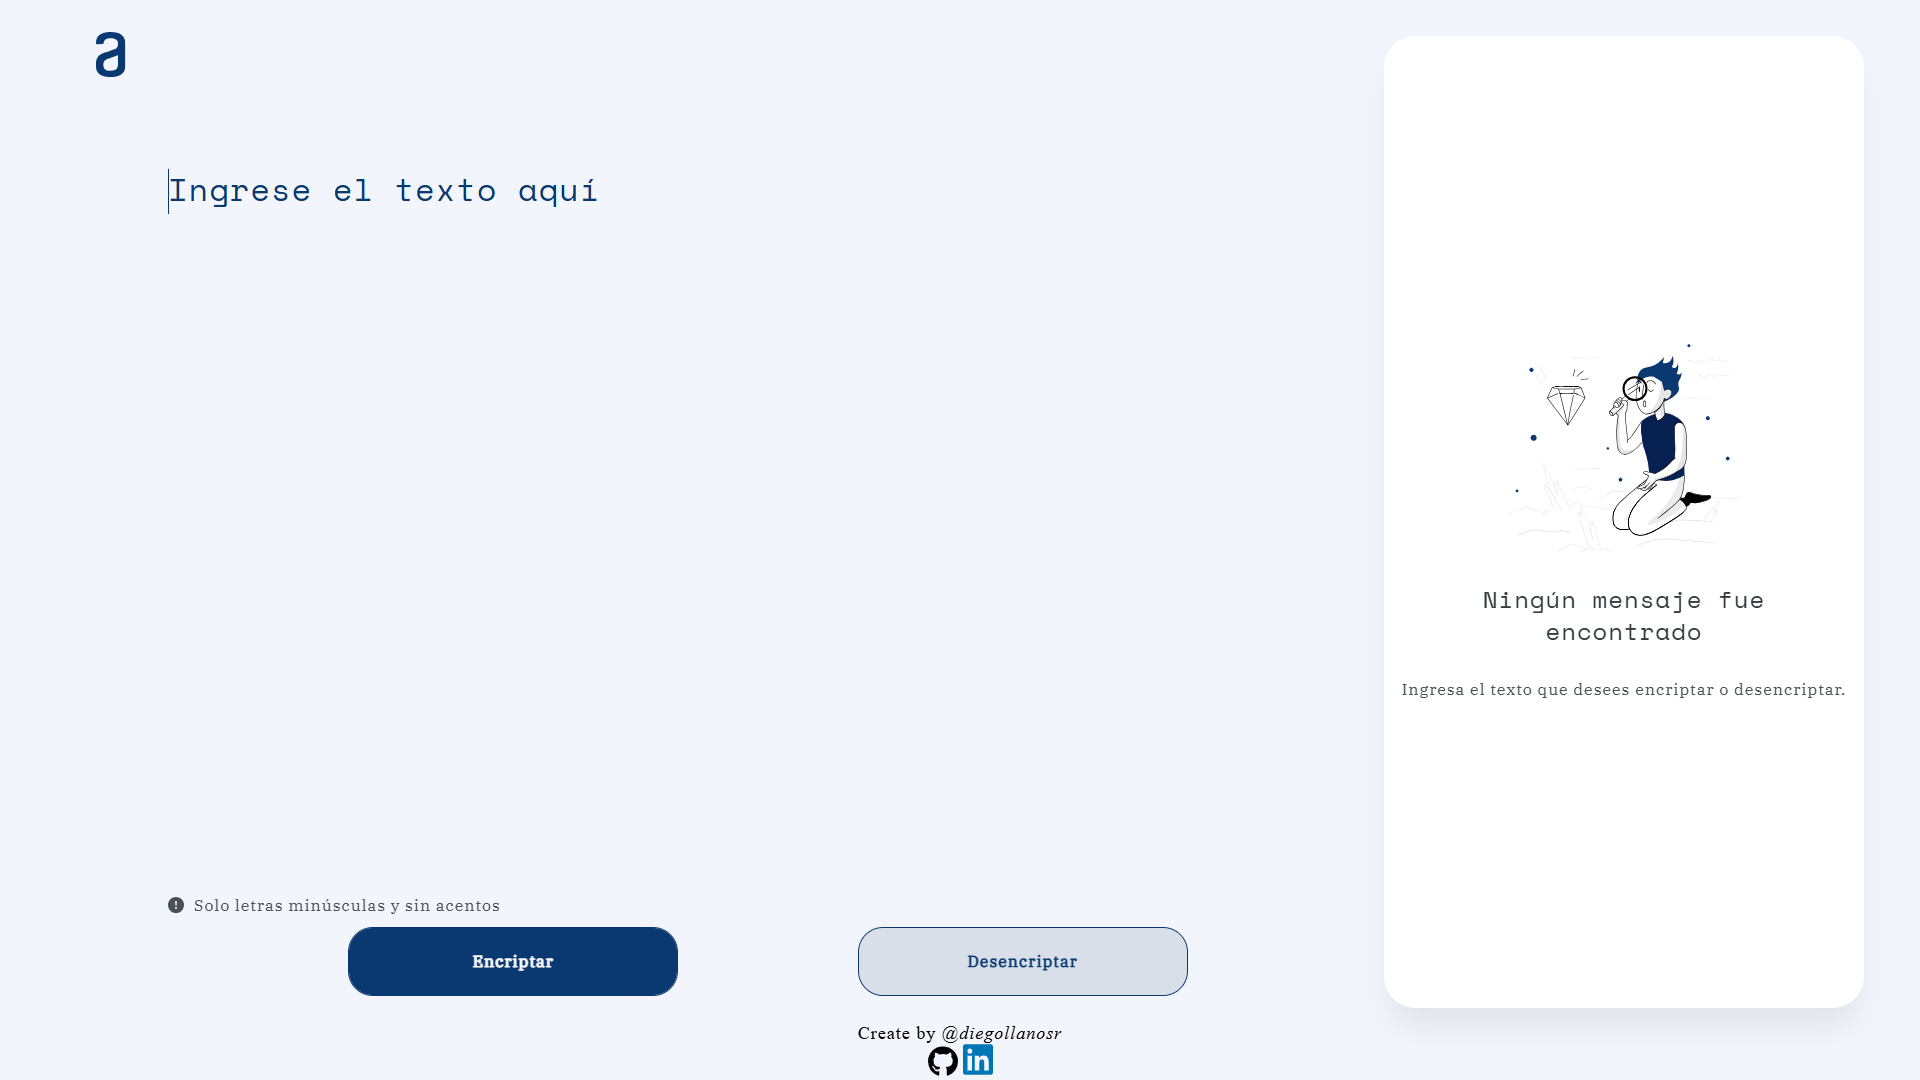 a
Ingrese el texto aquí
Solo letras minúsculas y sin acentos
Encriptar
Desencriptar
Ningún mensaje fue
encontrado
Ingresa el texto que desees encriptar o desencriptar.
Create by @diegollanosr
in